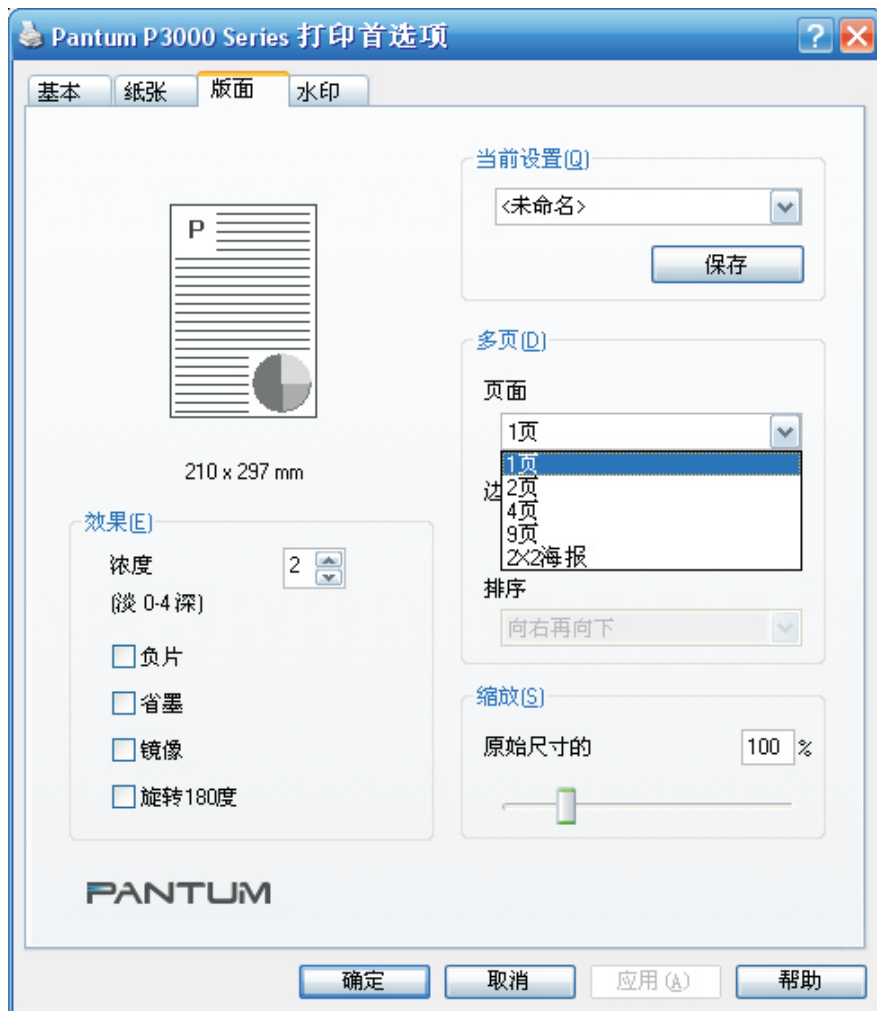 Pantum P3000 Series 打印首选项
基本 纸张 版面 水印
当前设置(Q)
<未命名>
保存
P
210 x 297 mm
多页(D)
页面
1页
1页
2页
4页
9页
2X2海报
边
排序
向右再向下
效果(E)
浓度 2
(淡 0-4 深)
负片
省墨
镜像
旋转180度
缩放(S)
原始尺寸的 100 %
PANTUM
确定 取消 应用(A) 帮助